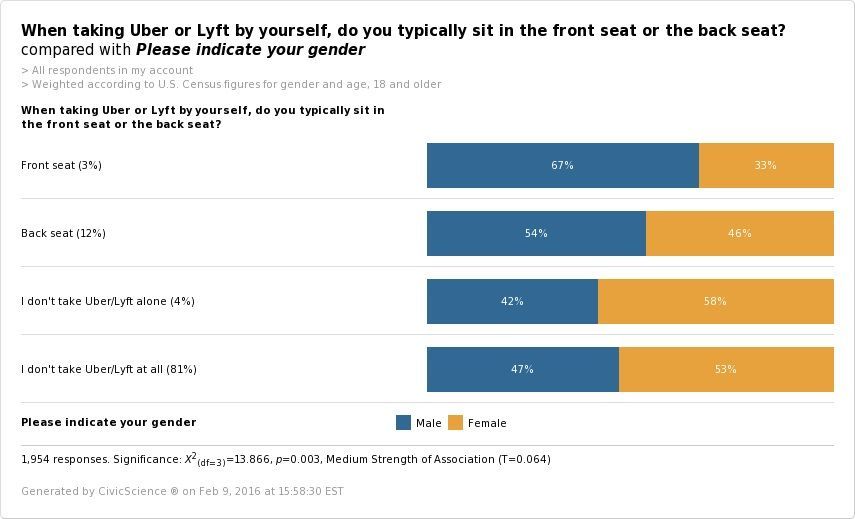 When taking Uber or Lyft by yourself, do you typically sit in the front seat or the back seat?
compared with Please indicate your gender
> All respondents in my account
> Weighted according to U.S. Census figures for gender and age, 18 and older
When taking Uber or Lyft by yourself, do you typically sit in
the front seat or the back seat?
Front seat (3%)
67%
33%
Back seat (12%)
54%
46%
I don't take Uber/Lyft alone (4%)
42%
58%
I don't take Uber/Lyft at all (81%)
47%
53%
Please indicate your gender
Male
Female
1,954 responses. Significance: X²(df=3)=13.866, p=0.003, Medium Strength of Association (T=0.064)
Generated by CivicScience ® on Feb 9, 2016 at 15:58:30 EST